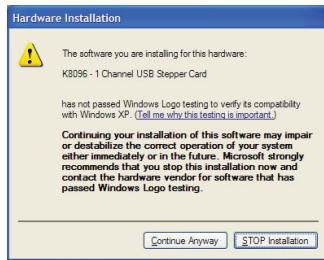 Hardware Installation
The software you are installing for this hardware:
K8096 - 1 Channel USB Stepper Card
has not passed Windows Logo testing to verify its compatibility
with Windows XP. (Tell me why this testing is important.)
Continuing your installation of this software may impair
or destabilize the correct operation of your system
either immediately or in the future. Microsoft strongly
recommends that you stop this installation now and
contact the hardware vendor for software that has
passed Windows Logo testing.
Continue Anyway
STOP Installation